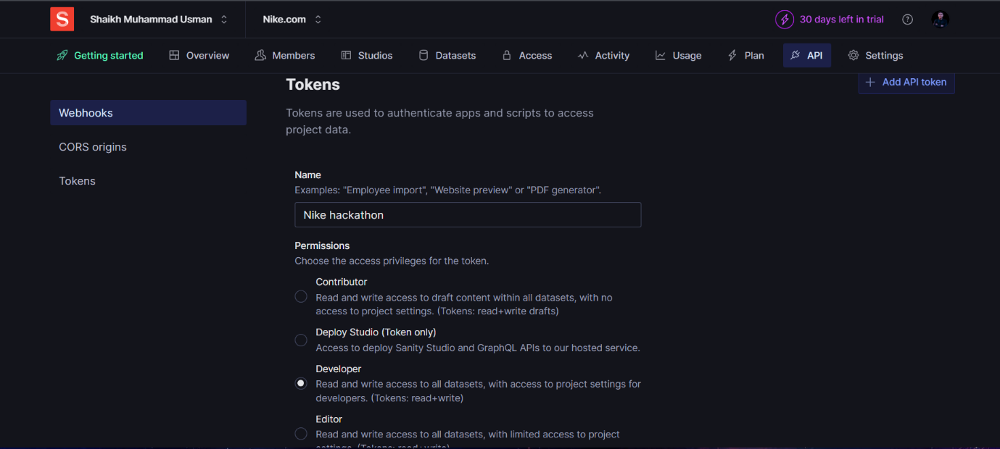 S Shaikh Muhammad Usman Nike.com 30 days left in trial ?
Getting started Overview Members Studios Datasets Access Activity Usage Plan API Settings
Tokens + Add API token
Webhooks
Tokens are used to authenticate apps and scripts to access
project data.
CORS origins
Tokens
Name
Examples: "Employee import", "Website preview" or "PDF generator".
Nike hackathon
Permissions
Choose the access privileges for the token.
Contributor
Read and write access to draft content within all datasets, with no
access to project settings. (Tokens: read+write drafts)
Deploy Studio (Token only)
Access to deploy Sanity Studio and GraphQL APIs to our hosted service.
Developer
Read and write access to all datasets, with access to project settings for
developers. (Tokens: read+write)
Editor
Read and write access to all datasets, with limited access to project
settings. (Tokens: read+write)